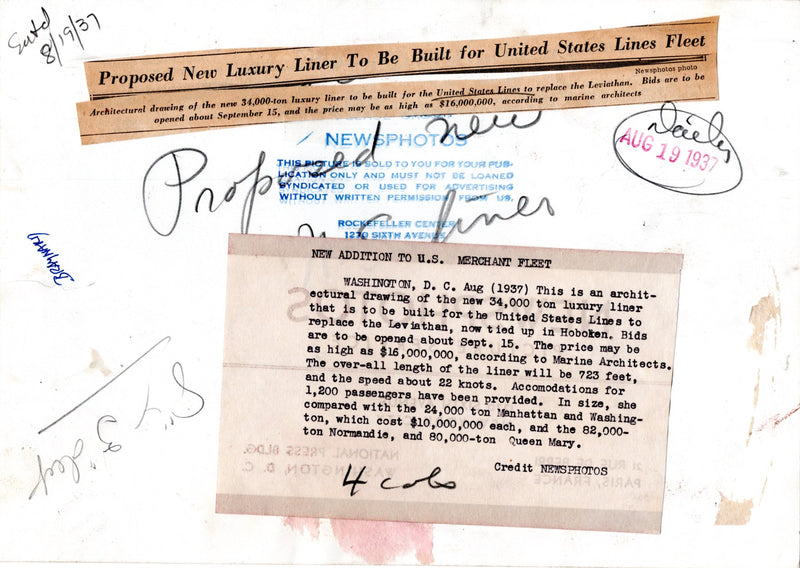 Eatd
8/19/37
Proposed New Luxury Liner To Be Built for United States Lines Fleet
Newsphotos photo
Architectural drawing of the new 34,000-ton luxury liner to be built for the United States Lines to replace the Leviathan. Bids are to be
opened about September 15, and the price may be as high as $16,000,000, according to marine architects
Proposed new
U.S. liner
NEWSPHOTOS
THIS PICTURE IS SOLD TO YOU FOR YOUR PUB-
LICATION ONLY AND MUST NOT BE LOANED
SYNDICATED OR USED FOR ADVERTISING
WITHOUT WRITTEN PERMISSION FROM US.
ROCKEFELLER CENTER
1270 SIXTH AVENUE
AUG 19 1937
NEW ADDITION TO U.S. MERCHANT FLEET
WASHINGTON, D. C. Aug (1937) This is an archit-
ectural drawing of the new 34,000 ton luxury liner
that is to be built for the United States Lines to
replace the Leviathan, now tied up in Hoboken. Bids
are to be opened about Sept. 15. The price may be
as high as $16,000,000, according to Marine Architects.
The over-all length of the liner will be 723 feet,
and the speed about 22 knots. Accomodations for
1,200 passengers have been provided. In size, she
compared with the 24,000 ton Manhattan and Washing-
ton, which cost $10,000,000 each, and the 82,000-
ton Normandie, and 80,000-ton Queen Mary.
Credit NEWSPHOTOS
4 cols
NATIONAL PRESS BLDG.
WASHINGTON, D. C.
21 RUE DE BERRI
PARIS, FRANCE